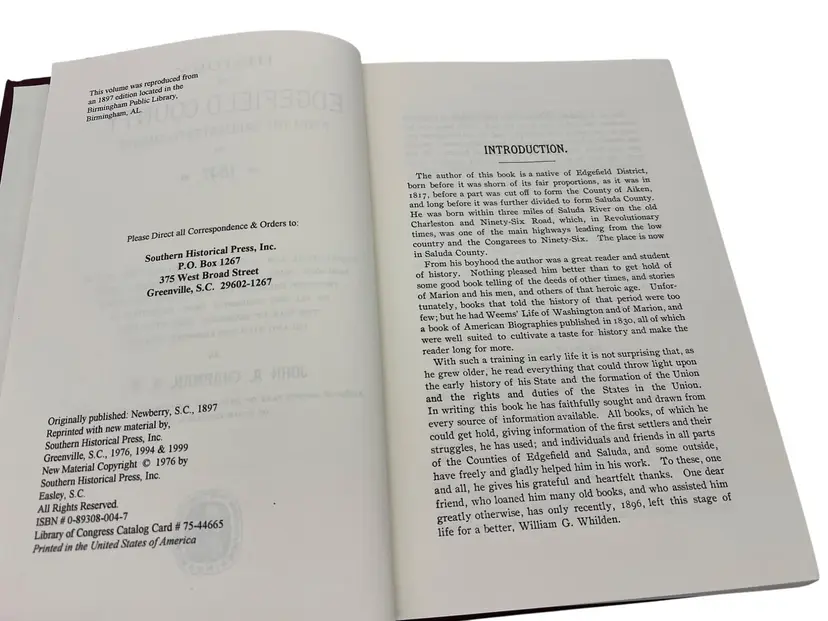 This volume was reproduced from
an 1897 edition located in the
Birmingham Public Library,
Birmingham, AL.
Please Direct all Correspondence & Orders to:
Southern Historical Press, Inc.
P.O. Box 1267
375 West Broad Street
Greenville, S.C. 29602-1267
Originally published: Newberry, S.C., 1897
Reprinted with new material by,
Southern Historical Press, Inc.
Greenville, S.C., 1976, 1994 & 1999
New Material Copyright © 1976 by
Southern Historical Press, Inc.
Easley, S.C.
All Rights Reserved.
ISBN # 0-89308-004-7
Library of Congress Catalog Card # 75-44665
Printed in the United States of America
INTRODUCTION.
The author of this book is a native of Edgefield District,
born before it was shorn of its fair proportions, as it was in
1817, before a part was cut off to form the County of Aiken,
and long before it was further divided to form Saluda County.
He was born within three miles of Saluda River on the old
Charleston and Ninety-Six Road, which, in Revolutionary
times, was one of the main highways leading from the low
country and the Congarees to Ninety-Six. The place is now
in Saluda County.
From his boyhood the author was a great reader and student
of history. Nothing pleased him better than to get hold of
some good book telling of the deeds of other times, and stories
of Marion and his men, and others of that heroic age. Unfor-
tunately, books that told the history of that period were too
few; but he had Weems' Life of Washington and of Marion, and
a book of American Biographies published in 1830, all of which
were well suited to cultivate a taste for history and make the
reader long for more.
With such a training in early life it is not surprising that, as
he grew older, he read everything that could throw light upon
the early history of his State and the formation of the Union
and the rights and duties of the States in the Union.
In writing this book he has faithfully sought and drawn from
every source of information available. All books, of which he
could get hold, giving information of the first settlers and their
struggles, he has used; and individuals and friends in all parts
of the Counties of Edgefield and Saluda, and some outside,
have freely and gladly helped him in his work. To these, one
and all, he gives his grateful and heartfelt thanks. One dear
friend, who loaned him many old books, and who assisted him
greatly otherwise, has only recently, 1896, left this stage of
life for a better, William G. Whilden.